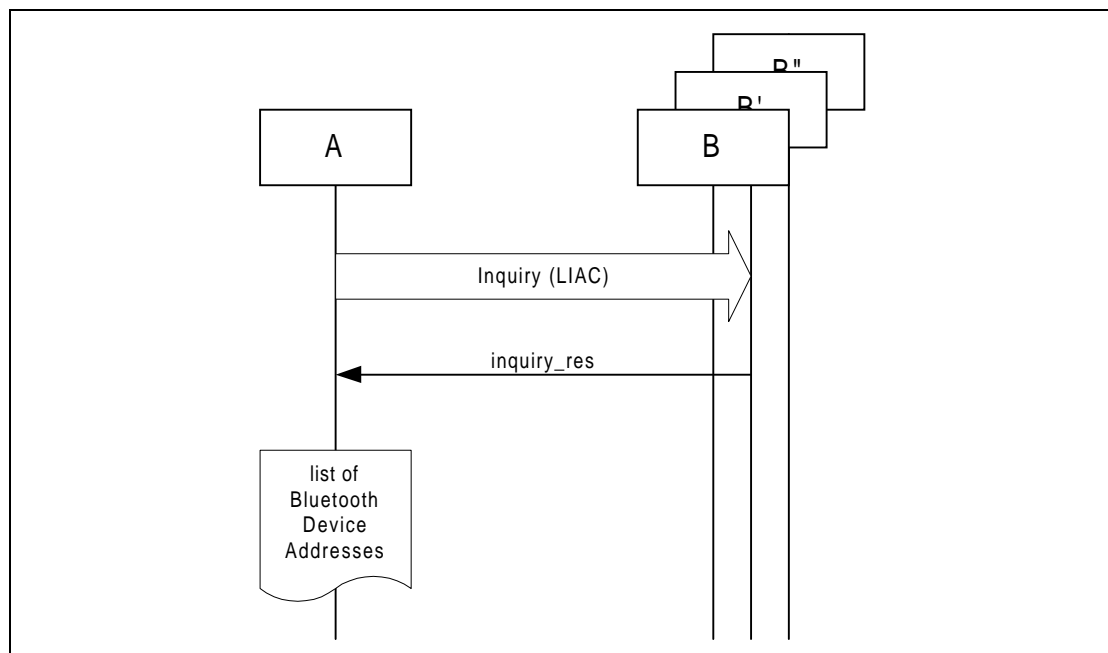 B"
B'
A
B
Inquiry (LIAC)
inquiry_res
list of
Bluetooth
Device
Addresses